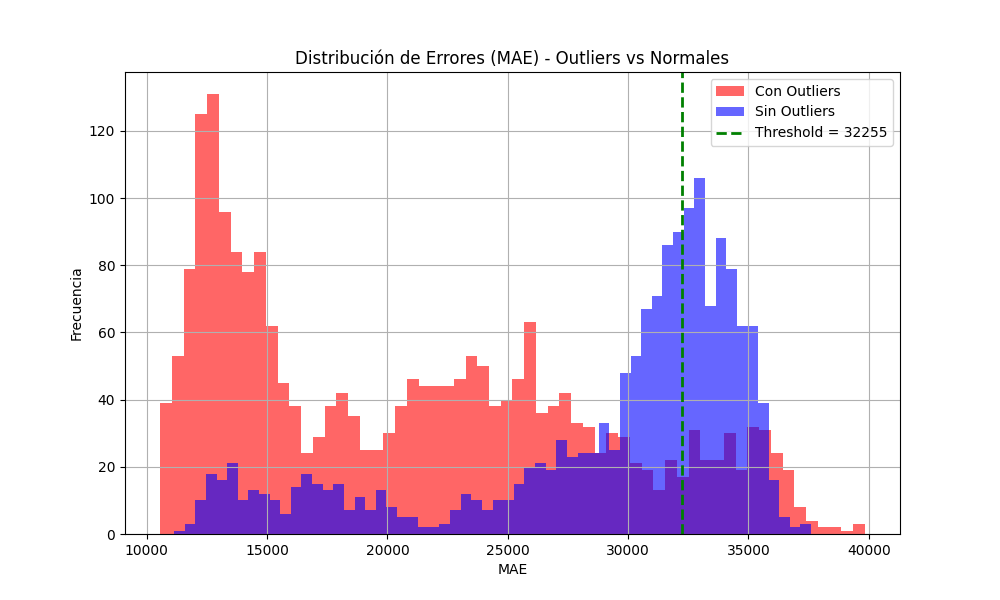 Distribución de Errores (MAE) - Outliers vs Normales
Con Outliers
Sin Outliers
Threshold = 32255
Frecuencia
120
100
80
60
40
20
0
10000 15000 20000 25000 30000 35000 40000
MAE